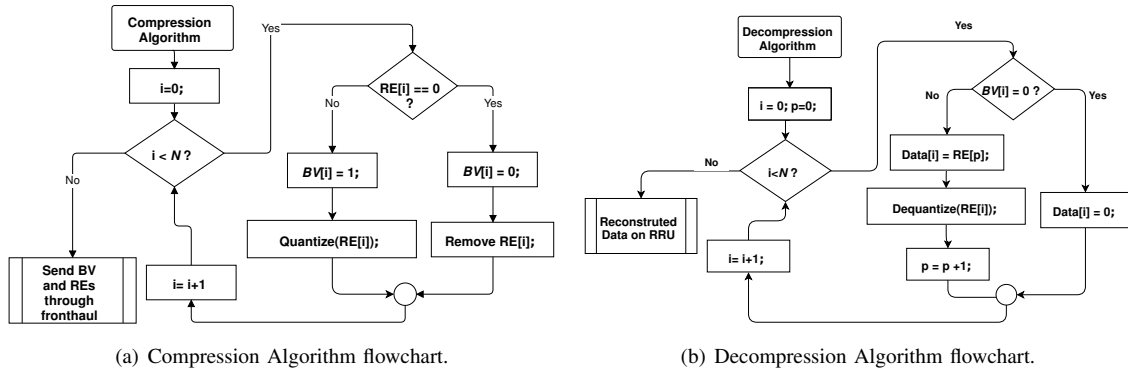 Compression
Algorithm
i=0;
i < N ?
Yes
No
RE[i] == 0
?
No
Yes
BV[i] = 1;
BV[i] = 0;
Quantize(RE[i]);
Remove RE[i];
i= i+1
Send BV
and REs
through
fronthaul
(a) Compression Algorithm flowchart.
Decompression
Algorithm
i = 0; p=0;
i<N ?
Yes
No
BV[i] = 0 ?
No
Yes
Data[i] = RE[p];
Dequantize(RE[i]);
Data[i] = 0;
p = p +1;
i= i+1;
Reconstruted
Data on RRU
(b) Decompression Algorithm flowchart.